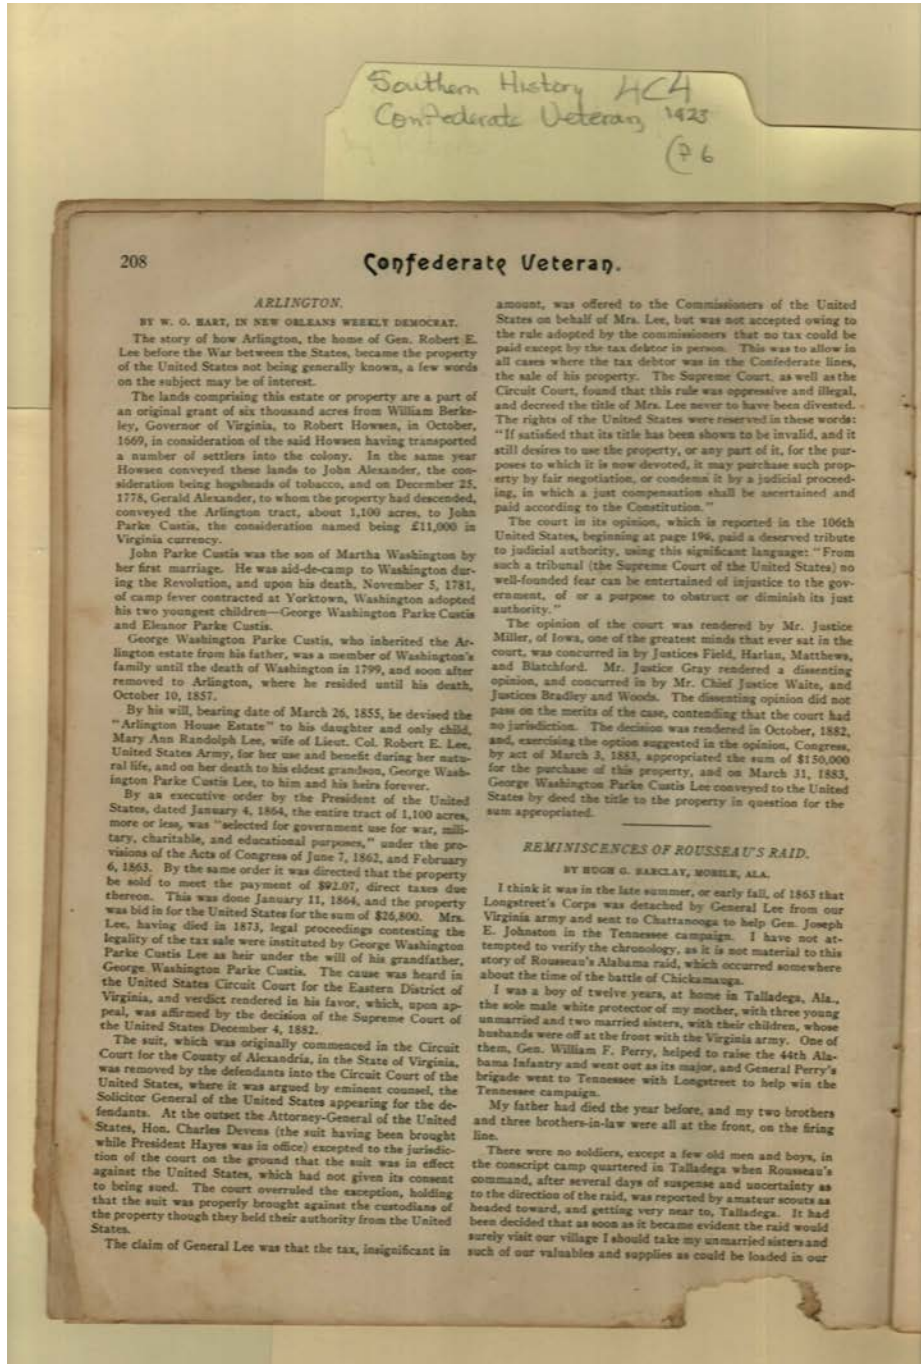 Southern History 4C4
Confederate Veteran 1923
(P 6
208
Confederate Veteran.
ARLINGTON.
BY W. O. HART, IN NEW ORLEANS WEEKLY DEMOCRAT.
The story of how Arlington, the home of Gen. Robert E.
Lee before the War between the States, became the property
of the United States not being generally known, a few words
on the subject may be of interest.
The lands comprising this estate or property are a part of
an original grant of six thousand acres from William Berke-
ley, Governor of Virginia, to Robert Howsen, in October,
1669, in consideration of the said Howsen having transported
a number of settlers into the colony. In the same year
Howsen conveyed these lands to John Alexander, the con-
sideration being hogsheads of tobacco, and on December 25,
1778, Gerald Alexander, to whom the property had descended,
conveyed the Arlington tract, about 1,100 acres, to John
Parke Custis, the consideration named being £11,000 in
Virginia currency.
John Parke Custis was the son of Martha Washington by
her first marriage. He was aid-de-camp to Washington dur-
ing the Revolution, and upon his death, November 5, 1781,
of camp fever contracted at Yorktown, Washington adopted
his two youngest children—George Washington Parke Custis
and Eleanor Parke Custis.
George Washington Parke Custis, who inherited the Ar-
lington estate from his father, was a member of Washington's
family until the death of Washington in 1799, and soon after
removed to Arlington, where he resided until his death,
October 10, 1857.
By his will, bearing date of March 26, 1855, he devised the
"Arlington House Estate" to his daughter and only child,
Mary Ann Randolph Lee, wife of Lieut. Col. Robert E. Lee,
United States Army, for her use and benefit during her natu-
ral life, and on her death to his eldest grandson, George Wash-
ington Parke Custis Lee, to him and his heirs forever.
By an executive order by the President of the United
States, dated January 4, 1864, the entire tract of 1,100 acres,
more or less, was "selected for government use for war, mili-
tary, charitable, and educational purposes," under the pro-
visions of the Acts of Congress of June 7, 1862, and February
6, 1863. By the same order it was directed that the property
be sold to meet the payment of $92.07, direct taxes due
thereon. This was done January 11, 1864, and the property
was bid in for the United States for the sum of $26,800. Mrs.
Lee, having died in 1873, legal proceedings contesting the
legality of the tax sale were instituted by George Washington
Parke Custis Lee as heir under the will of his grandfather,
George Washington Parke Custis. The cause was heard in
the United States Circuit Court for the Eastern District of
Virginia, and verdict rendered in his favor, which, upon ap-
peal, was affirmed by the decision of the Supreme Court of
the United States December 4, 1882.
The suit, which was originally commenced in the Circuit
Court for the County of Alexandria, in the State of Virginia,
was removed by the defendants into the Circuit Court of the
United States, where it was argued by eminent counsel, the
Solicitor General of the United States appearing for the de-
fendants. At the outset the Attorney-General of the United
States, Hon. Charles Devens (the suit having been brought
while President Hayes was in office) excepted to the jurisdic-
tion of the court on the ground that the suit was in effect
against the United States, which had not given its consent
to being sued. The court overruled the exception, holding
that the suit was properly brought against the custodians of
the property though they held their authority from the United
States.
The claim of General Lee was that the tax, insignificant in
amount, was offered to the Commissioners of the United
States on behalf of Mrs. Lee, but was not accepted owing to
the rule adopted by the commissioners that no tax could be
paid except by the tax debtor in person. This was to allow in
all cases where the tax debtor was in the Confederate lines,
the sale of his property. The Supreme Court, as well as the
Circuit Court, found that this rule was oppressive and illegal,
and decreed the title of Mrs. Lee never to have been divested.
The rights of the United States were reserved in these words:
"If satisfied that its title has been shown to be invalid, and it
still desires to use the property, or any part of it, for the pur-
poses to which it is now devoted, it may purchase such prop-
erty by fair negotiation, or condemn it by a judicial proceed-
ing, in which a just compensation shall be ascertained and
paid according to the Constitution."
The court in its opinion, which is reported in the 106th
United States, beginning at page 196, paid a deserved tribute
to judicial authority, using this significant language: "From
such a tribunal (the Supreme Court of the United States) no
well-founded fear can be entertained of injustice to the gov-
ernment, of or a purpose to obstruct or diminish its just
authority."
The opinion of the court was rendered by Mr. Justice
Miller, of Iowa, one of the greatest minds that ever sat in the
court, was concurred in by Justices Field, Harlan, Matthews,
and Blatchford. Mr. Justice Gray rendered a dissenting
opinion, and concurred in by Mr. Chief Justice Waite, and
Justices Bradley and Woods. The dissenting opinion did not
pass on the merits of the case, contending that the court had
no jurisdiction. The decision was rendered in October, 1882,
and, exercising the option suggested in the opinion, Congress,
by act of March 3, 1883, appropriated the sum of $150,000
for the purchase of this property, and on March 31, 1883,
George Washington Parke Custis Lee conveyed to the United
States by deed the title to the property in question for the
sum appropriated.
REMINISCENCES OF ROUSSEAU'S RAID.
BY HUGH G. BARCLAY, MOBILE, ALA.
I think it was in the late summer, or early fall, of 1863 that
Longstreet's Corps was detached by General Lee from our
Virginia army and sent to Chattanooga to help Gen. Joseph
E. Johnston in the Tennessee campaign. I have not at-
tempted to verify the chronology, as it is not material to this
story of Rousseau's Alabama raid, which occurred somewhere
about the time of the battle of Chickamauga.
I was a boy of twelve years, at home in Talladega, Ala.,
the sole male white protector of my mother, with three young
unmarried and two married sisters, with their children, whose
husbands were off at the front with the Virginia army. One of
them, Gen. William F. Perry, helped to raise the 44th Ala-
bama Infantry and went out as its major, and General Perry's
brigade went to Tennessee with Longstreet to help win the
Tennessee campaign.
My father had died the year before, and my two brothers
and three brothers-in-law were all at the front, on the firing
line.
There were no soldiers, except a few old men and boys, in
the conscript camp quartered in Talladega when Rousseau's
command, after several days of suspense and uncertainty as
to the direction of the raid, was reported by amateur scouts as
headed toward, and getting very near to, Talladega. It had
been decided that as soon as it became evident the raid would
surely visit our village I should take my unmarried sisters and
such of our valuables and supplies as could be loaded in our